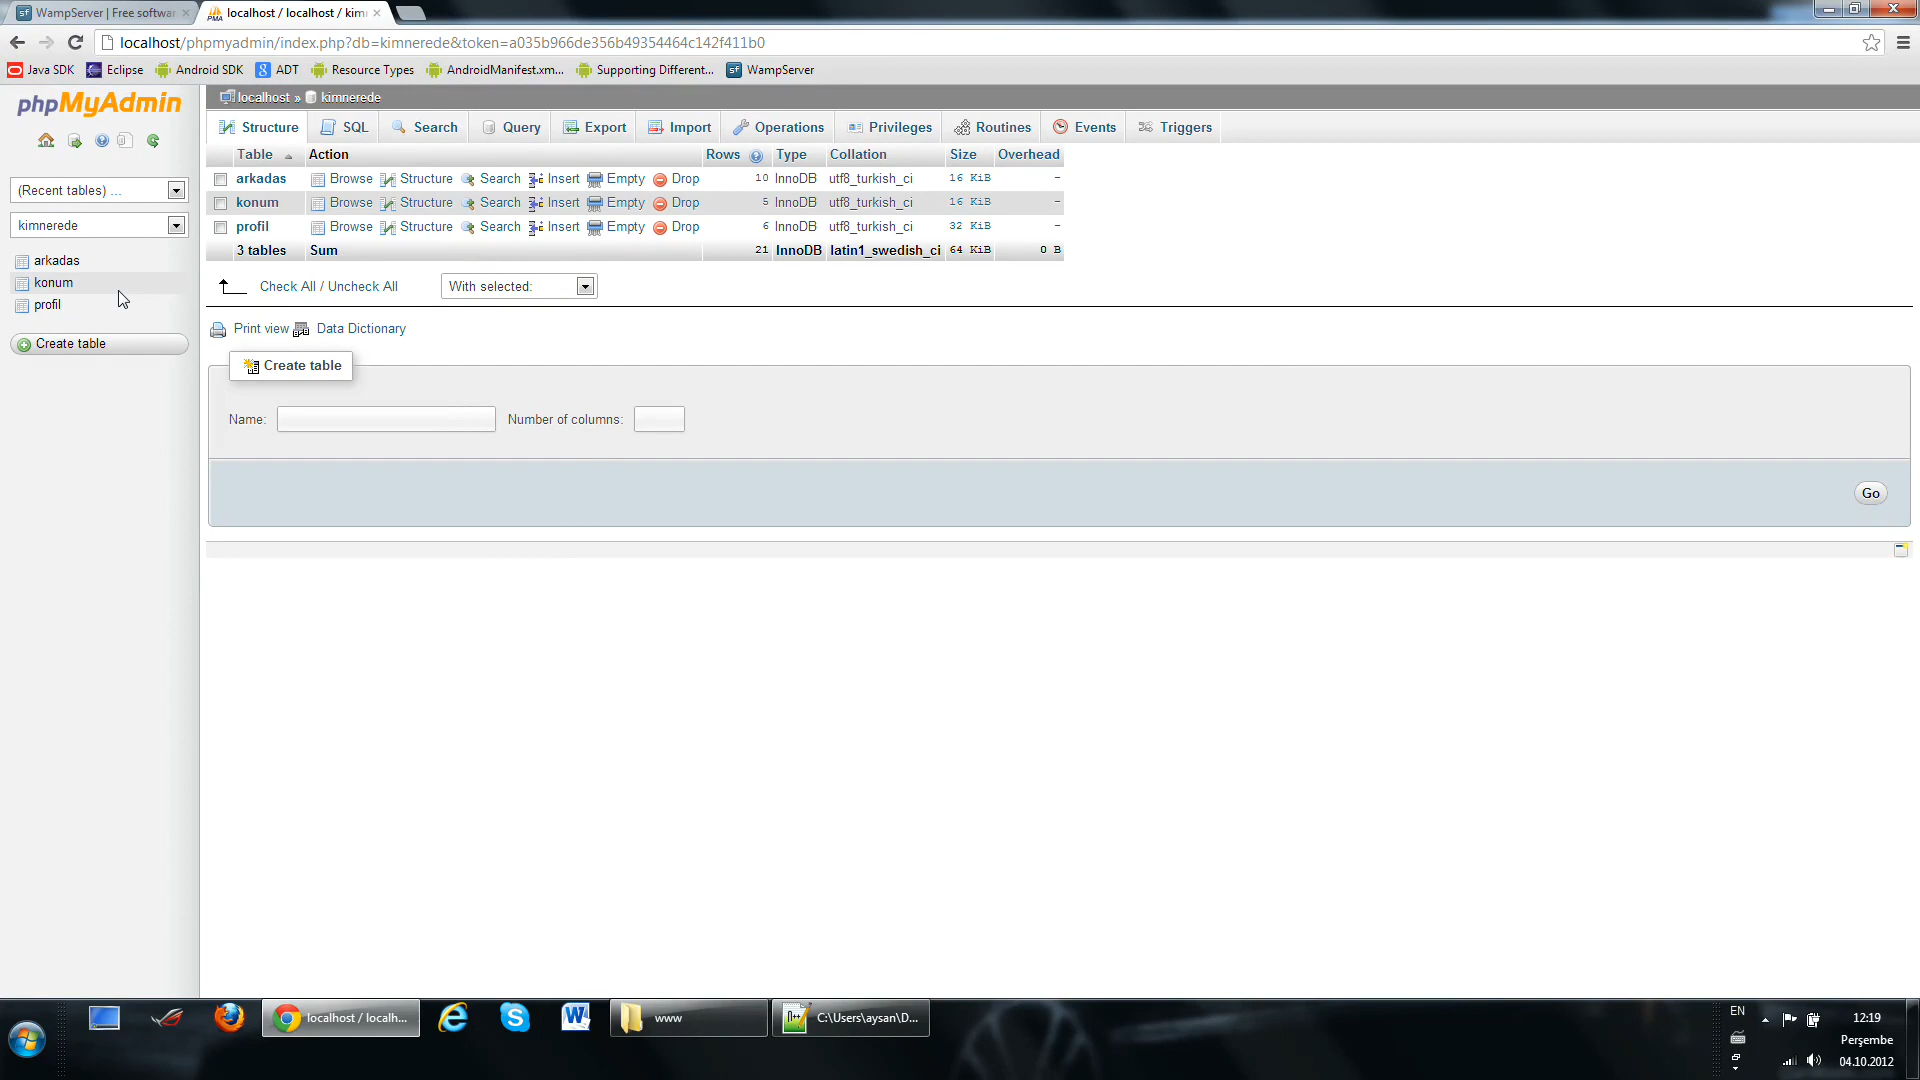 WampServer | Free softwa
localhost / localhost / kim
localhost/phpmyadmin/index.php?db=kimnerede&token=a035b966de356b49354464c142f411b0
Java SDK Eclipse Android SDK ADT Resource Types AndroidManifest.xm... Supporting Different... WampServer
phpMyAdmin
(Recent tables) ...
kimnerede
arkadas
konum
profil
Create table
localhost » kimnerede
Structure SQL Search Query Export Import Operations Privileges Routines Events Triggers
Table Action Rows Type Collation Size Overhead
arkadas Browse Structure Search Insert Empty Drop 10 InnoDB utf8_turkish_ci 16 KiB -
konum Browse Structure Search Insert Empty Drop 5 InnoDB utf8_turkish_ci 16 KiB -
profil Browse Structure Search Insert Empty Drop 6 InnoDB utf8_turkish_ci 32 KiB -
3 tables Sum 21 InnoDB latin1_swedish_ci 64 KiB 0 B
Check All / Uncheck All With selected:
Print view Data Dictionary
Create table
Name: Number of columns:
Go
localhost / localh...
www
C:\Users\aysan\D...
EN
12:19
Perşembe
04.10.2012